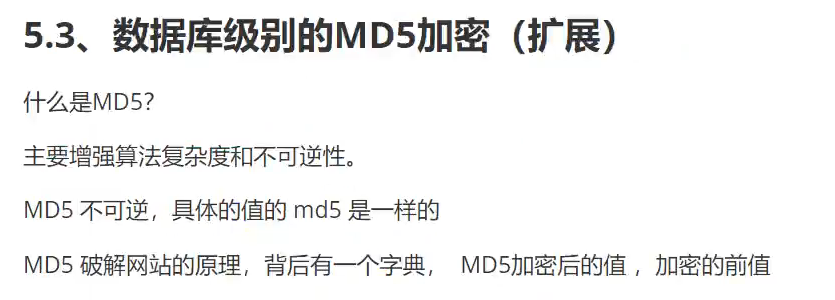 5.3、数据库级别的MD5加密（扩展）
什么是MD5?
主要增强算法复杂度和不可逆性。
MD5 不可逆，具体的值的 md5 是一样的
MD5 破解网站的原理，背后有一个字典， MD5加密后的值 ，加密的前值